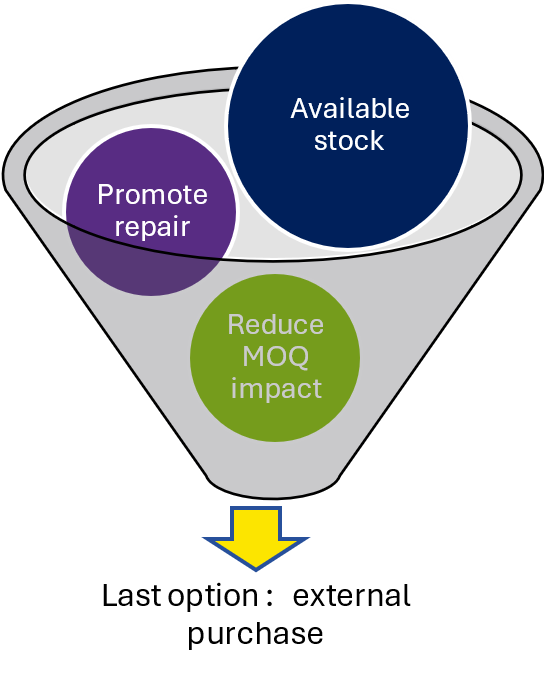 Available
stock
Promote
repair
Reduce
MOQ
impact
Last option :  external
purchase